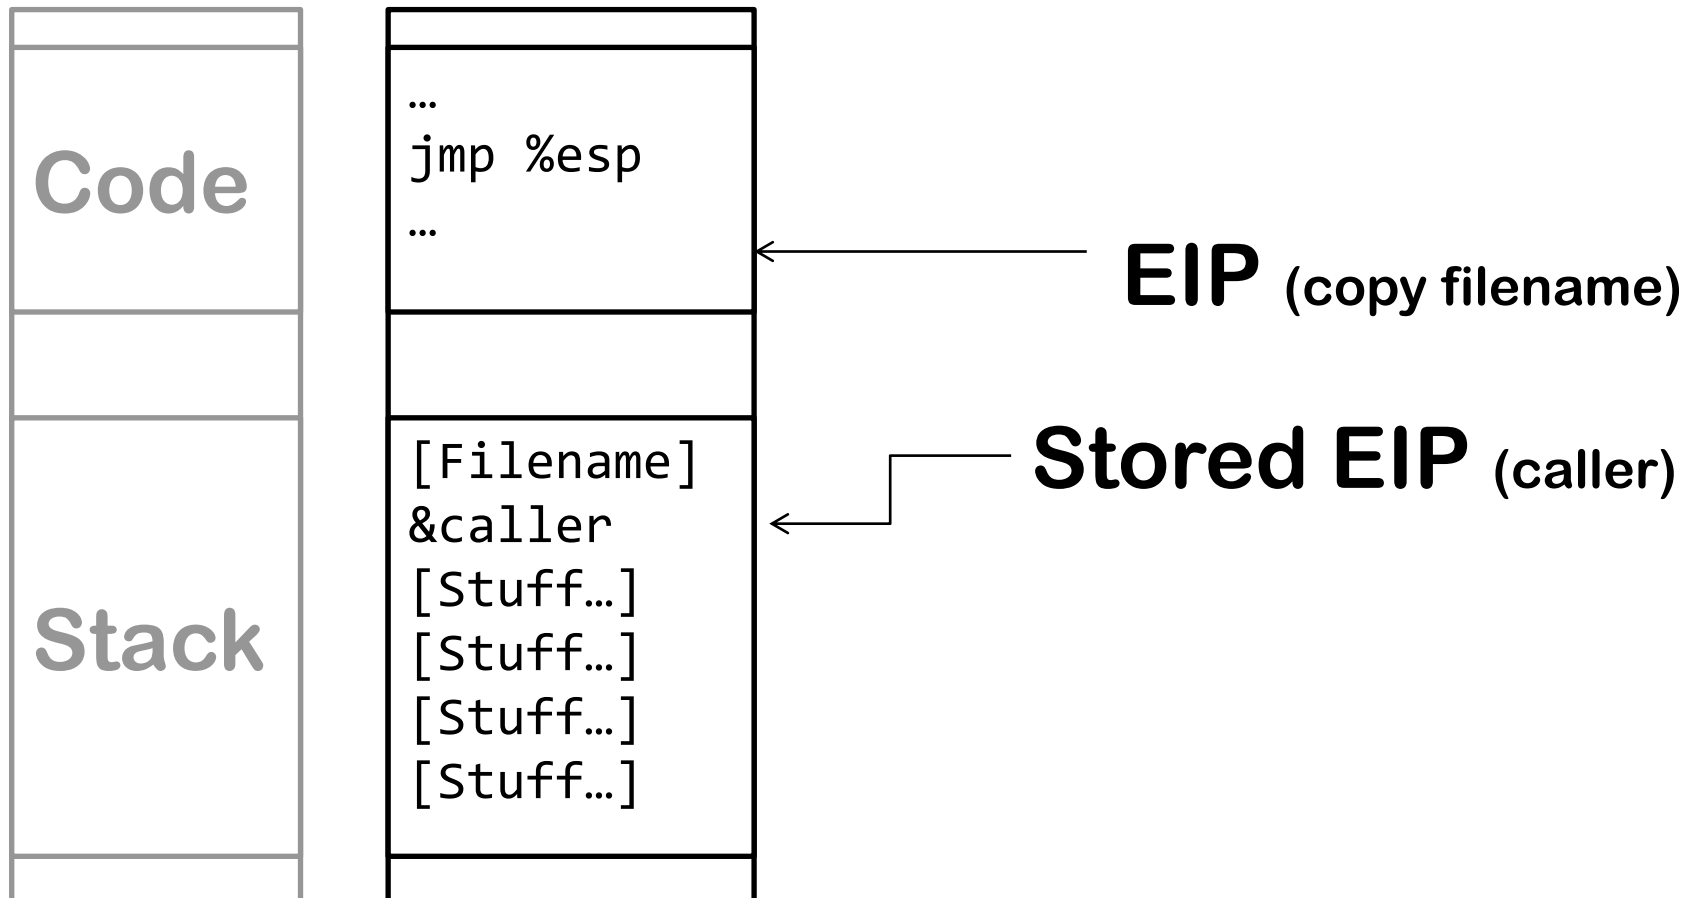 Code
…
jmp %esp
…
EIP (copy filename)
Stack
[Filename]
&caller
[Stuff…]
[Stuff…]
[Stuff…]
[Stuff…]
Stored EIP (caller)